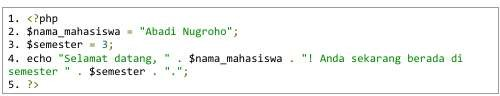 1. <?php
2. $nama_mahasiswa = "Abadi Nugroho";
3. $semester = 3;
4. echo "Selamat datang, " . $nama_mahasiswa . "! Anda sekarang berada di
semester " . $semester . ".";
5. ?>